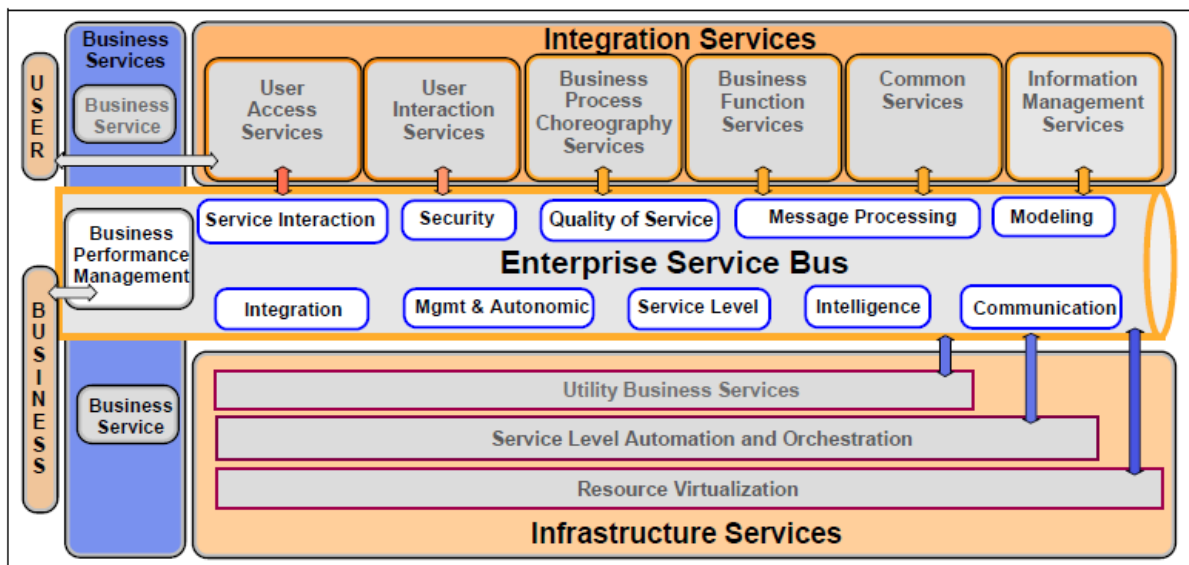 Integration Services
Business
Services
USER
Business
Service
User
Access
Services
User
Interaction
Services
Business
Process
Choreography
Services
Business
Function
Services
Common
Services
Information
Management
Services
Service Interaction
Security
Quality of Service
Message Processing
Modeling
Business
Performance
Management
Enterprise Service Bus
BUSINESS
Integration
Mgmt & Autonomic
Service Level
Intelligence
Communication
Business
Service
Utility Business Services
Service Level Automation and Orchestration
Resource Virtualization
Infrastructure Services